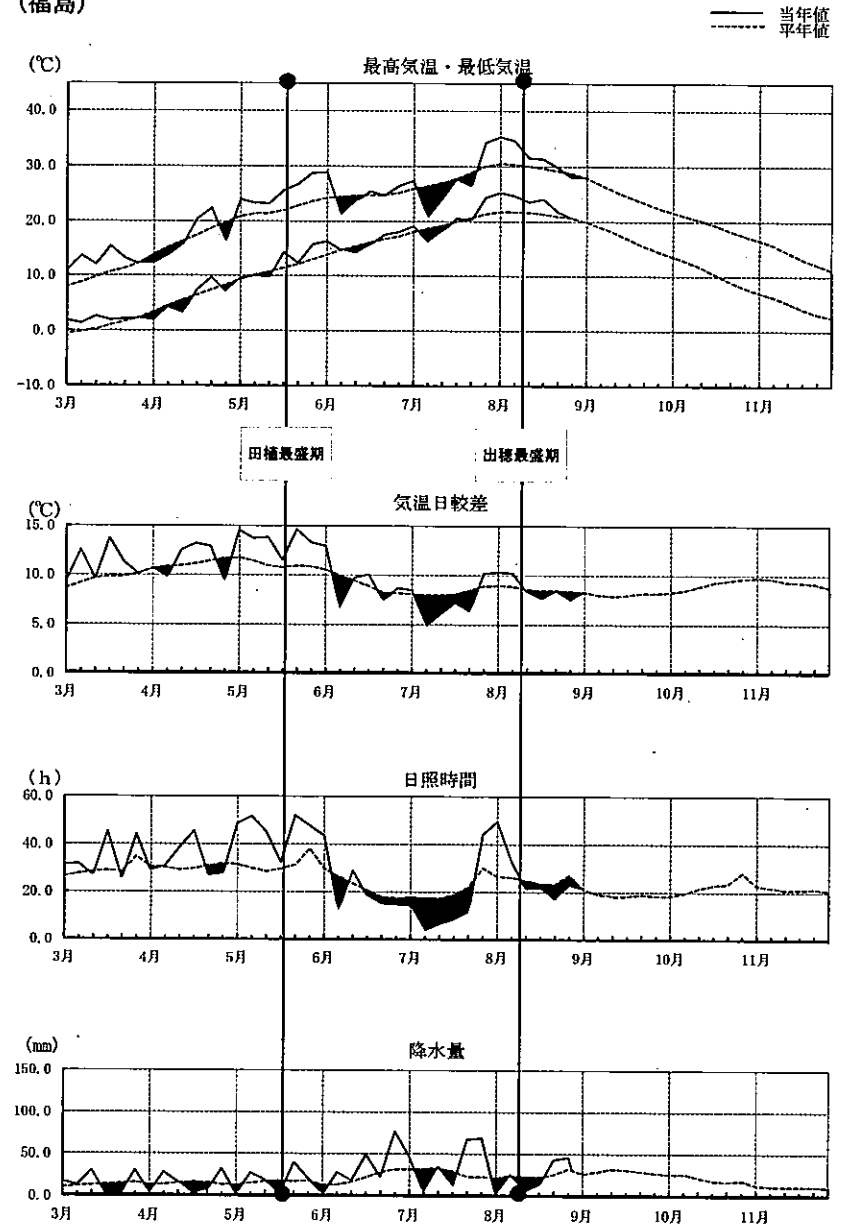 (福島)
当年値
平年値
(℃)
最高気温・最低気温
40.0
30.0
20.0
10.0
0.0
-10.0
3月 4月 5月 6月 7月 8月 9月 10月 11月
田植最盛期 出穂最盛期
(℃)
気温日較差
15.0
10.0
5.0
0.0
3月 4月 5月 6月 7月 8月 9月 10月 11月
(h)
日照時間
60.0
40.0
20.0
0.0
3月 4月 5月 6月 7月 8月 9月 10月 11月
(mm)
降水量
150.0
100.0
50.0
0.0
3月 4月 5月 6月 7月 8月 9月 10月 11月